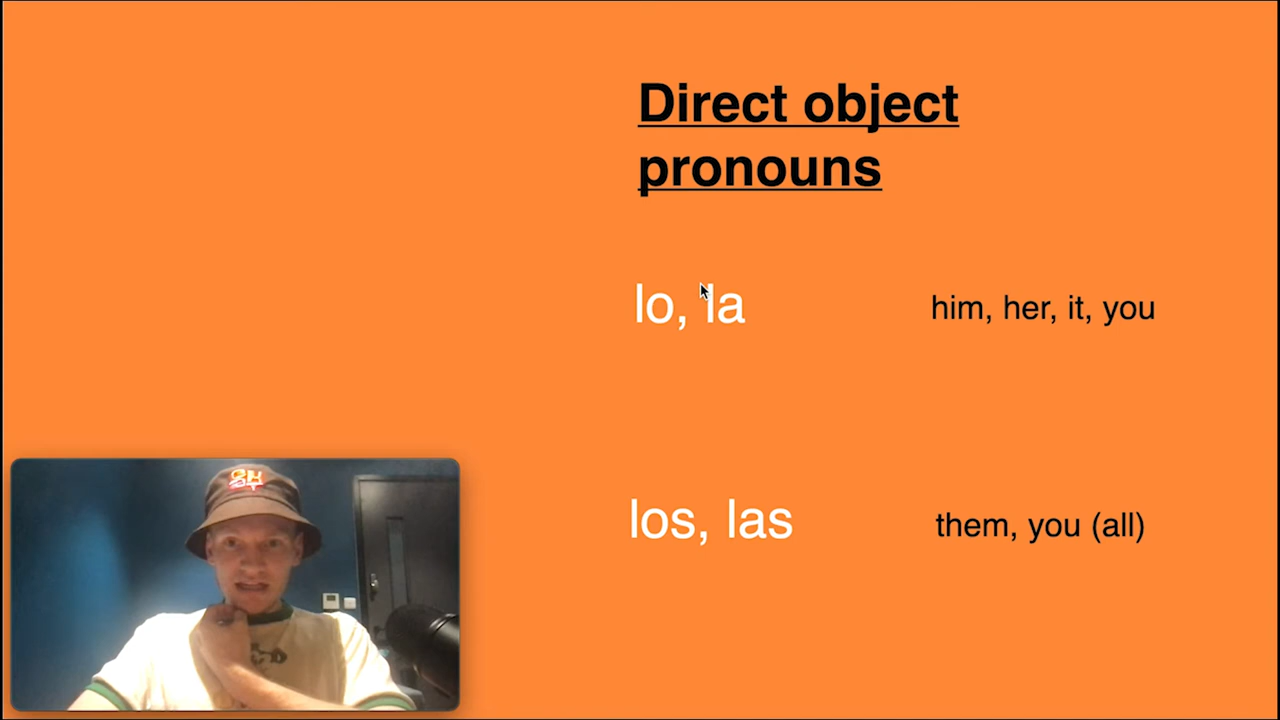 Direct object
pronouns
lo, la
him, her, it, you
los, las
them, you (all)